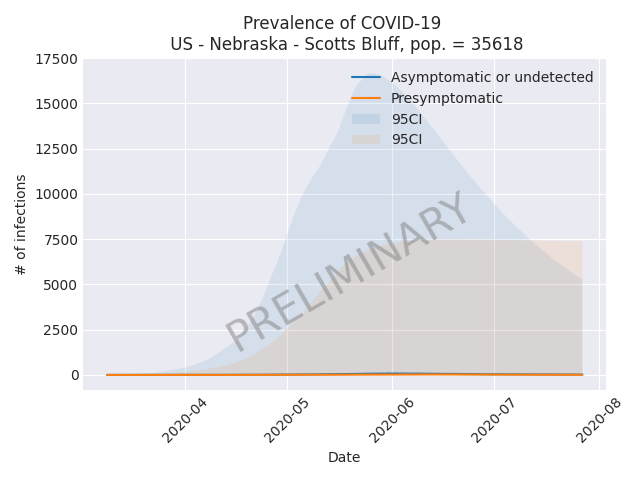 Prevalence of COVID-19
US - Nebraska - Scotts Bluff, pop. = 35618
17500
15000
12500
10000
7500
5000
2500
0
# of infections
Asymptomatic or undetected
Presymptomatic
95CI
95CI
PRELIMINARY
2020-04
2020-05
2020-06
2020-07
2020-08
Date